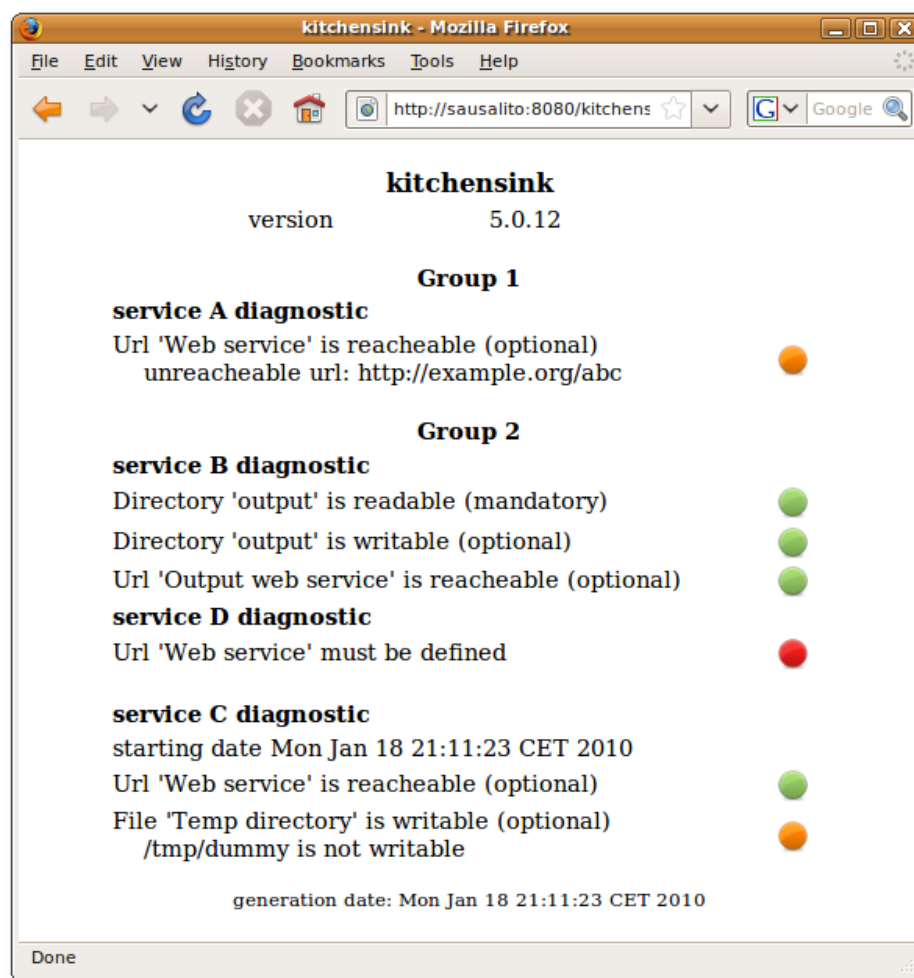 kitchensink - Mozilla Firefox
File Edit View History Bookmarks Tools Help
http://sausalito:8080/kitchens G Google
kitchensink
version 5.0.12
Group 1
service A diagnostic
Url 'Web service' is reacheable (optional)
unreacheable url: http://example.org/abc
Group 2
service B diagnostic
Directory 'output' is readable (mandatory)
Directory 'output' is writable (optional)
Url 'Output web service' is reacheable (optional)
service D diagnostic
Url 'Web service' must be defined
service C diagnostic
starting date Mon Jan 18 21:11:23 CET 2010
Url 'Web service' is reacheable (optional)
File 'Temp directory' is writable (optional)
/tmp/dummy is not writable
generation date: Mon Jan 18 21:11:23 CET 2010
Done